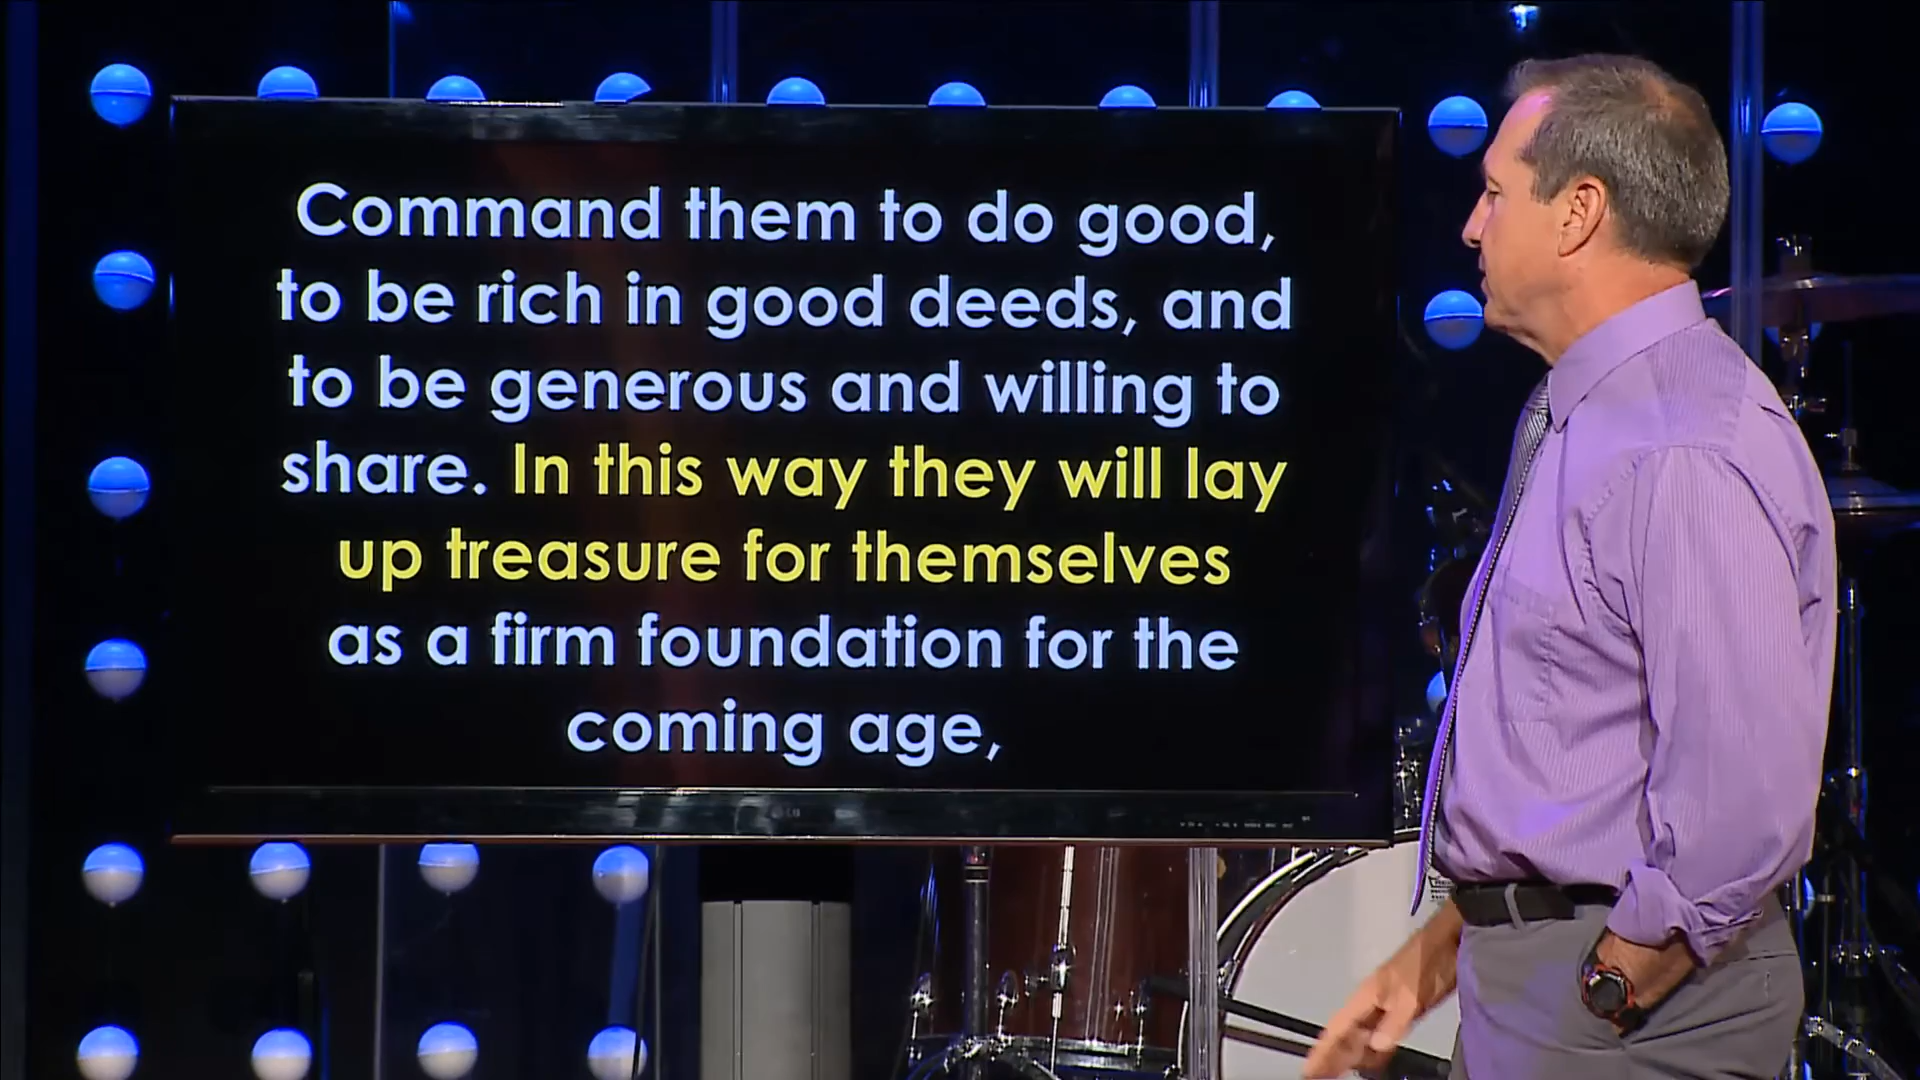 Command them to do good,
to be rich in good deeds, and
to be generous and willing to
share. In this way they will lay
up treasure for themselves
as a firm foundation for the
coming age,